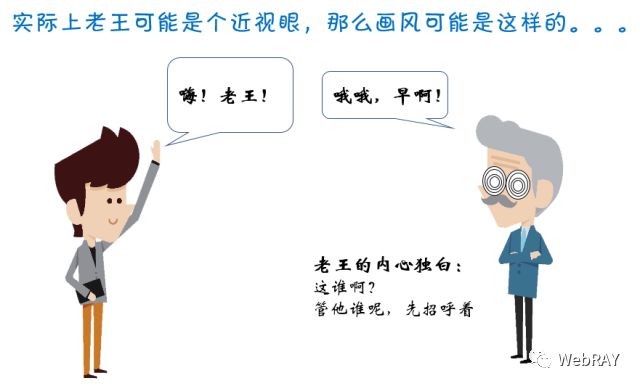 实际上老王可能是个近视眼，那么画风可能是这样的。。。
嗨！老王！
哦哦，早啊！
老王的内心独白：
这谁啊？
管他谁呢，先招呼着
WebRAY